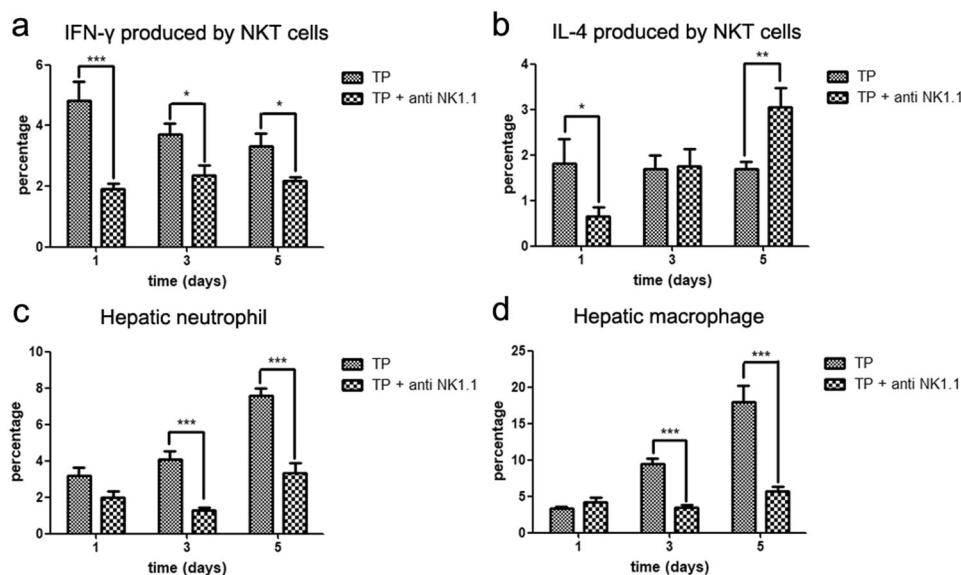 a
IFN-γ produced by NKT cells
***
*
*
TP
TP + anti NK1.1
percentage
6
4
2
0
1
3
5
time (days)
b
IL-4 produced by NKT cells
*
**
TP
TP + anti NK1.1
percentage
4
3
2
1
0
1
3
5
time (days)
c
Hepatic neutrophil
***
***
TP
TP + anti NK1.1
percentage
10
8
6
4
2
0
1
3
5
time (days)
d
Hepatic macrophage
***
***
TP
TP + anti NK1.1
percentage
25
20
15
10
5
0
1
3
5
time (days)